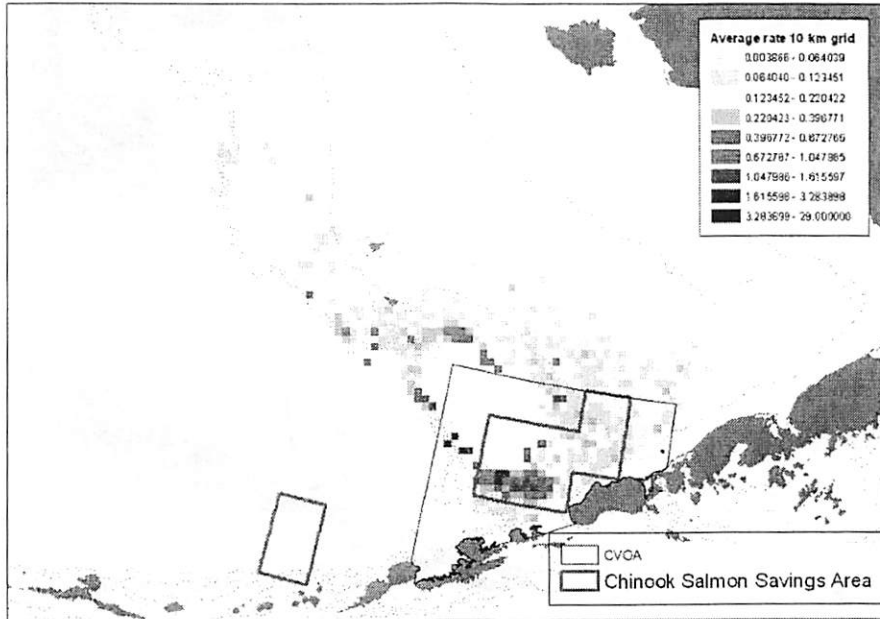 Average rate 10 km grid
0.003866 - 0.064039
0.064040 - 0.123451
0.123452 - 0.220422
0.220423 - 0.396771
0.396772 - 0.672766
0.672767 - 1.047985
1.047986 - 1.615597
1.615598 - 3.283898
3.283899 - 29.000000
CVOA
Chinook Salmon Savings Area